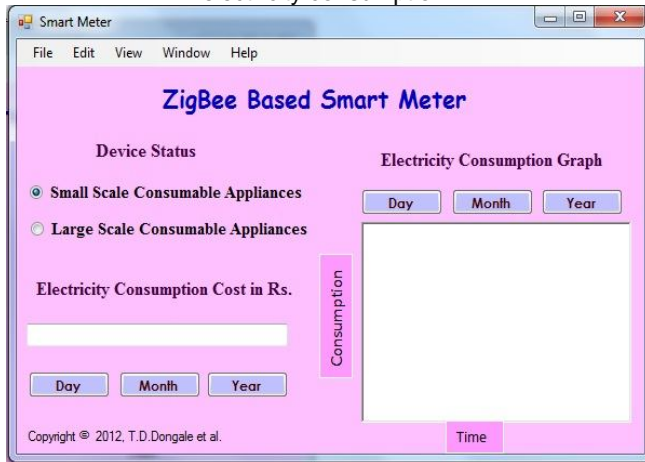 Smart Meter
File Edit View Window Help
ZigBee Based Smart Meter
Device Status
Small Scale Consumable Appliances
Large Scale Consumable Appliances
Electricity Consumption Cost in Rs.
Day Month Year
Copyright © 2012, T.D.Dongale et al.
Electricity Consumption Graph
Day Month Year
Consumption
Time